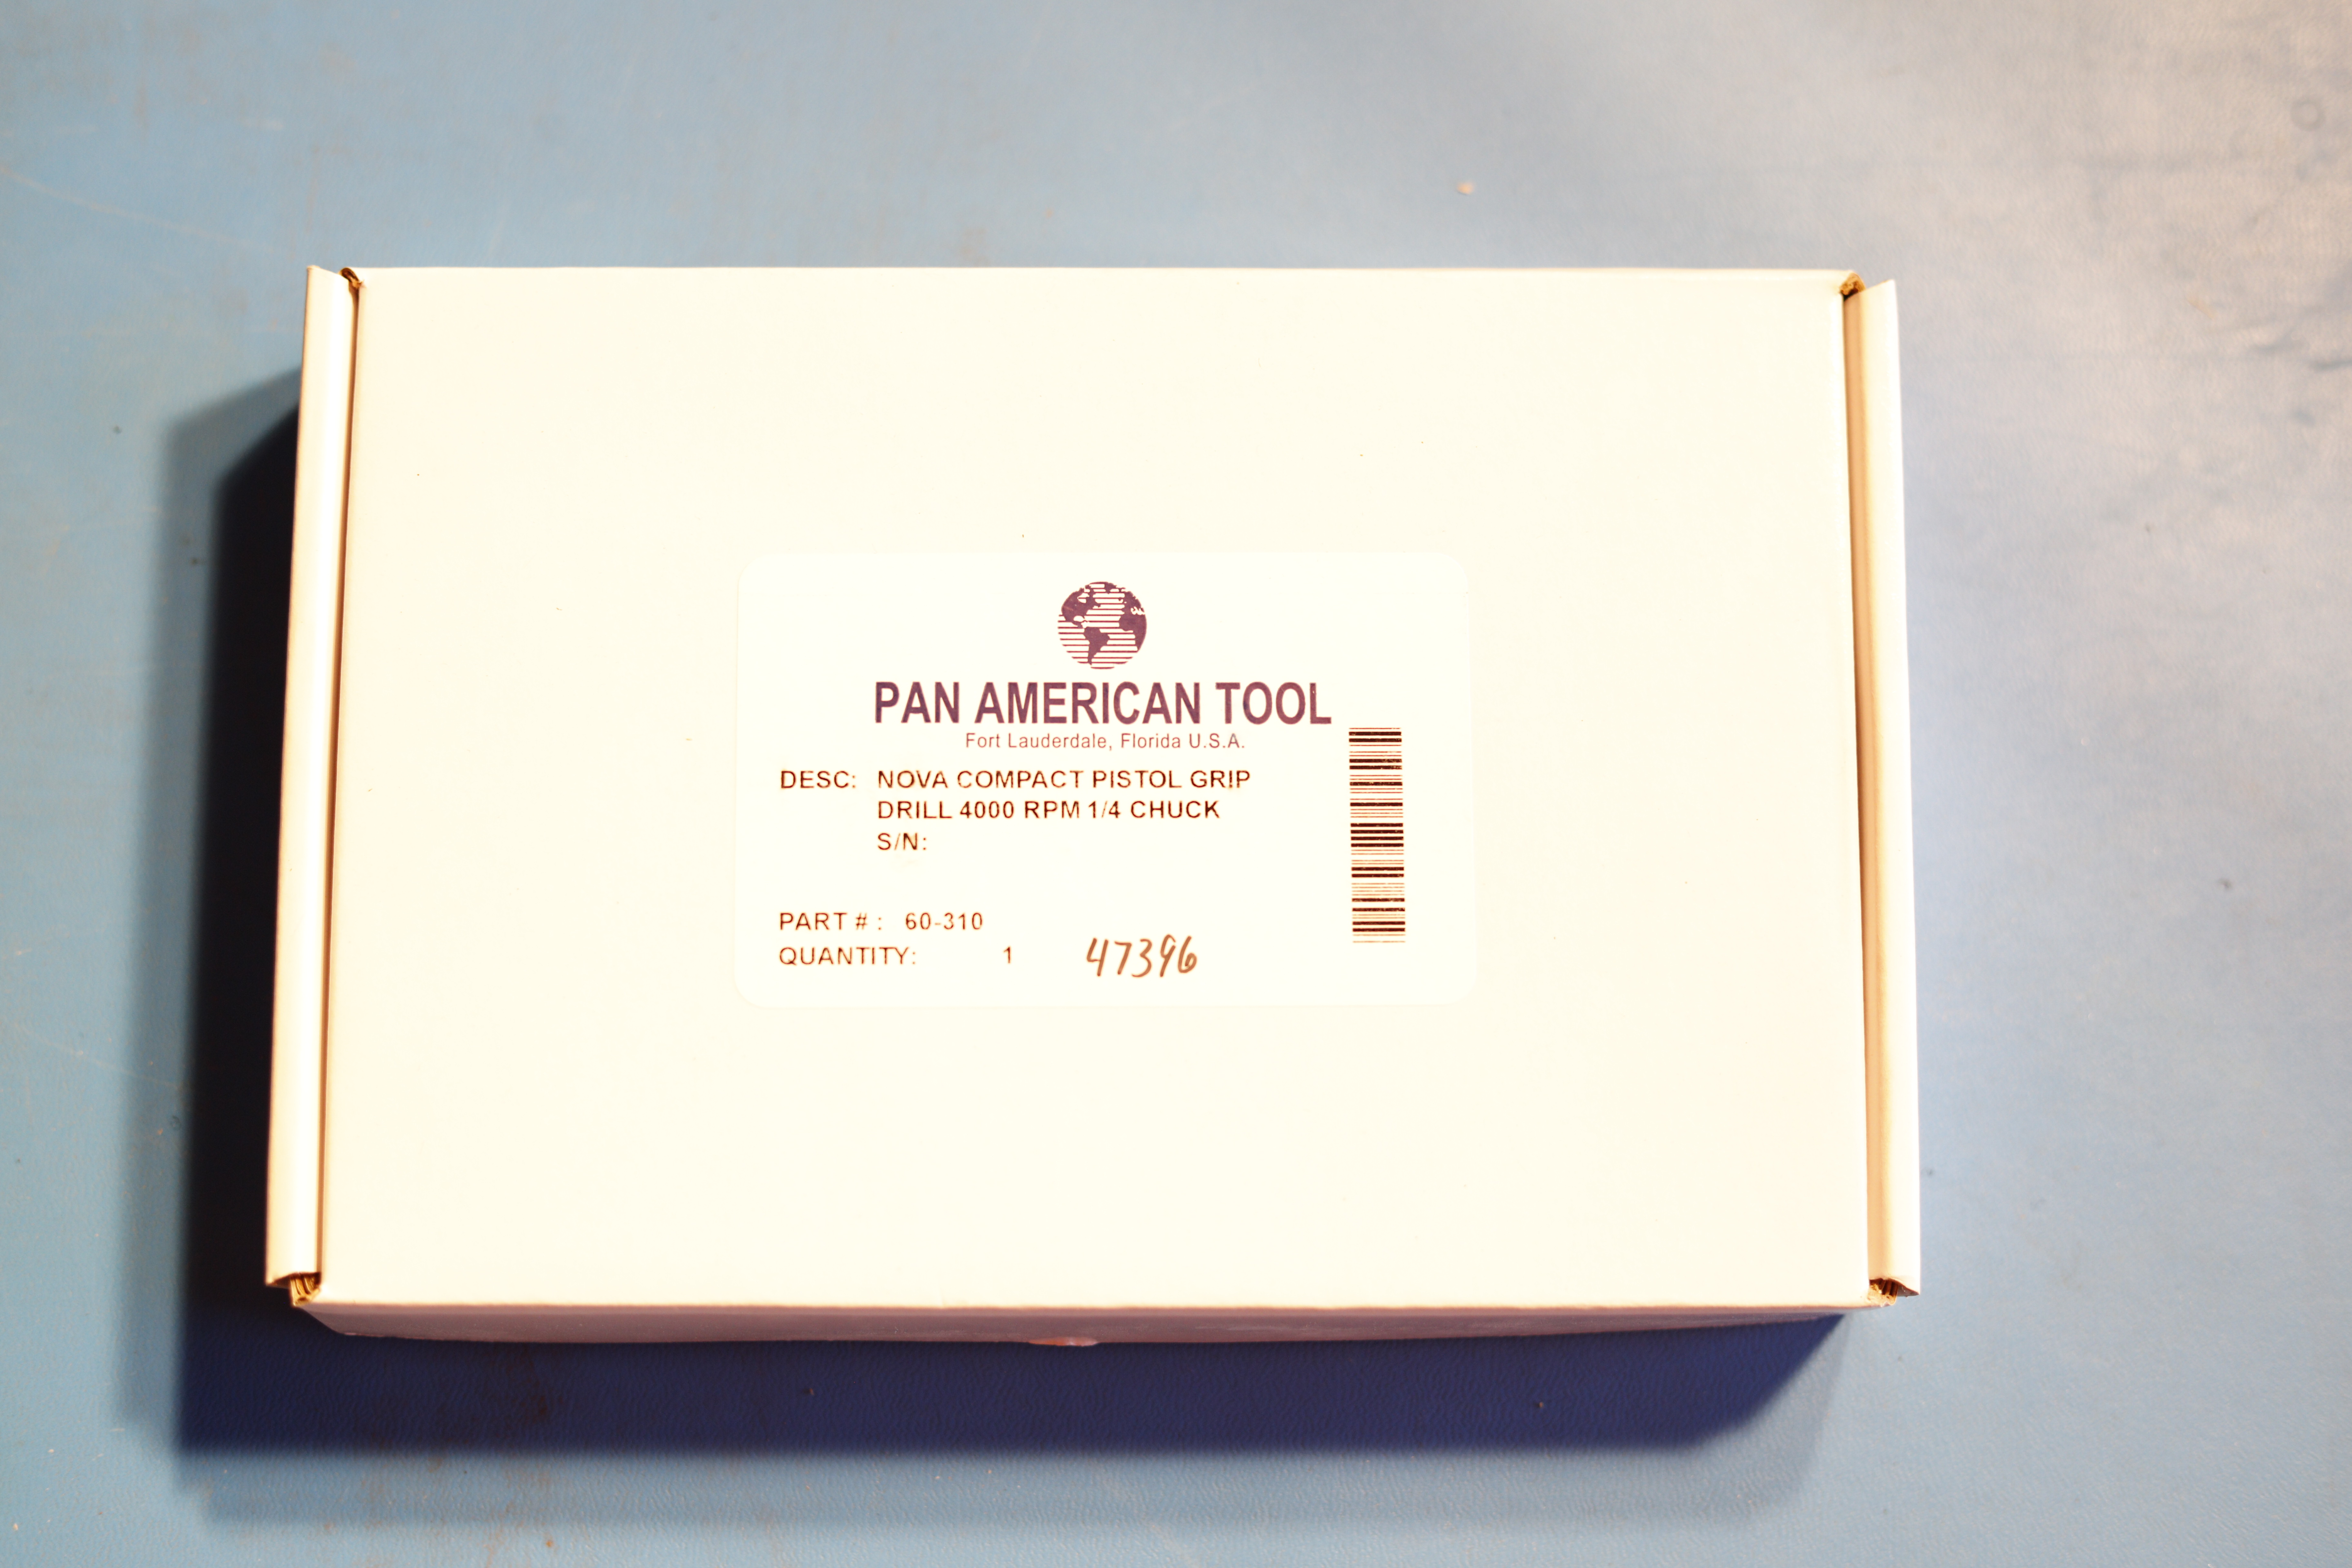 PAN AMERICAN TOOL
Fort Lauderdale, Florida U.S.A.
DESC: NOVA COMPACT PISTOL GRIP
DRILL 4000 RPM 1/4 CHUCK
S/N:
PART # : 60-310
QUANTITY: 1 47396